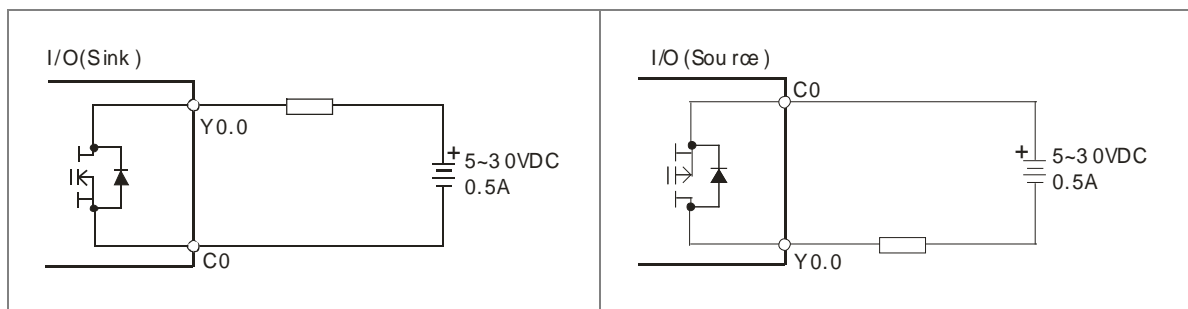 I/O(Sink)
Y0.0
+ 5~30VDC
0.5A
C0
I/O(Source)
C0
+ 5~30VDC
0.5A
Y0.0